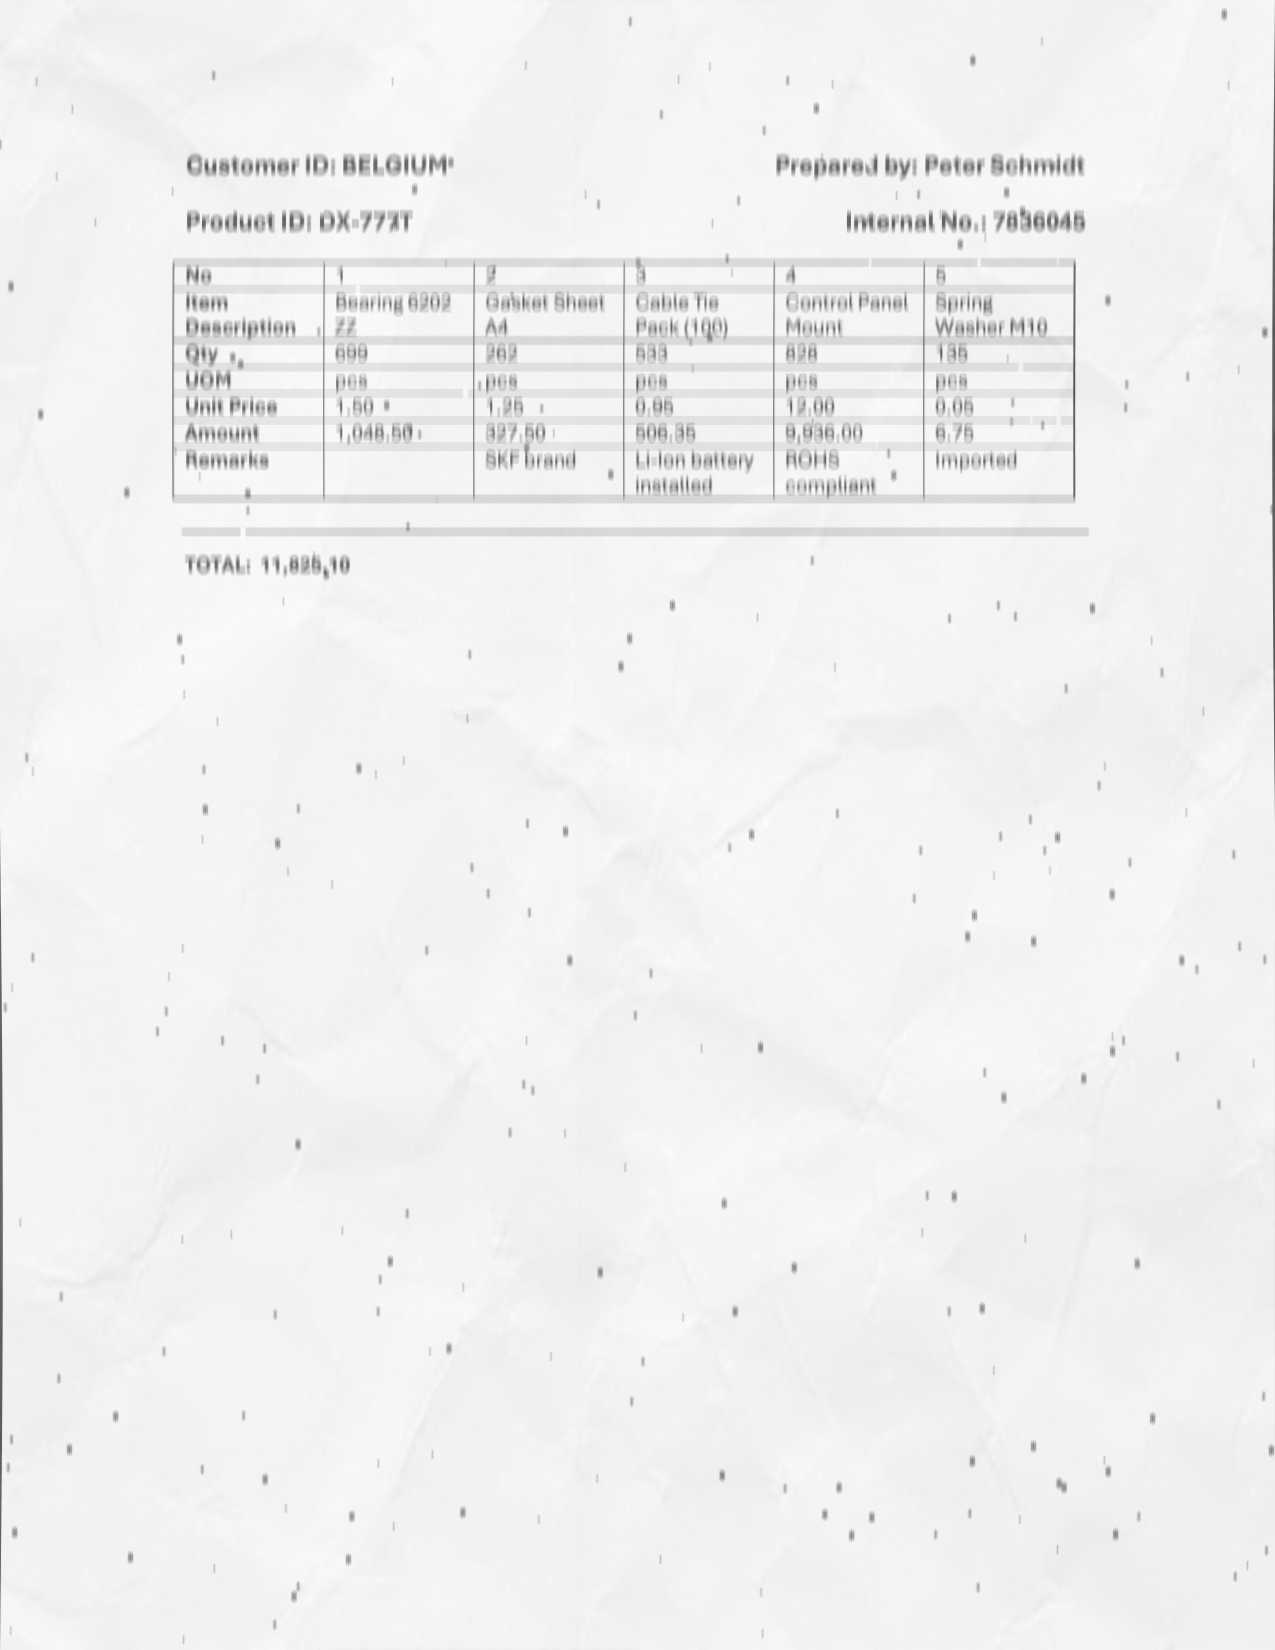 Customer ID: BELGIUM Prepared by: Peter Schmidt
Product ID: DX-777T Internal No.: 7836045
No 1 2 3 4 5
Item Bearing 6202 Gasket Sheet Cable Tie Control Panel Spring
Description ZZ A4 Pack (100) Mount Washer M10
Qty 699 262 533 828 135
UOM pcs pcs pcs pcs pcs
Unit Price 1.50 1.25 0.95 12.00 0.05
Amount 1,048.50 327.50 506.35 9,936.00 6.75
Remarks SKF brand Li-Ion battery ROHS Imported
installed compliant
TOTAL: 11,825.10